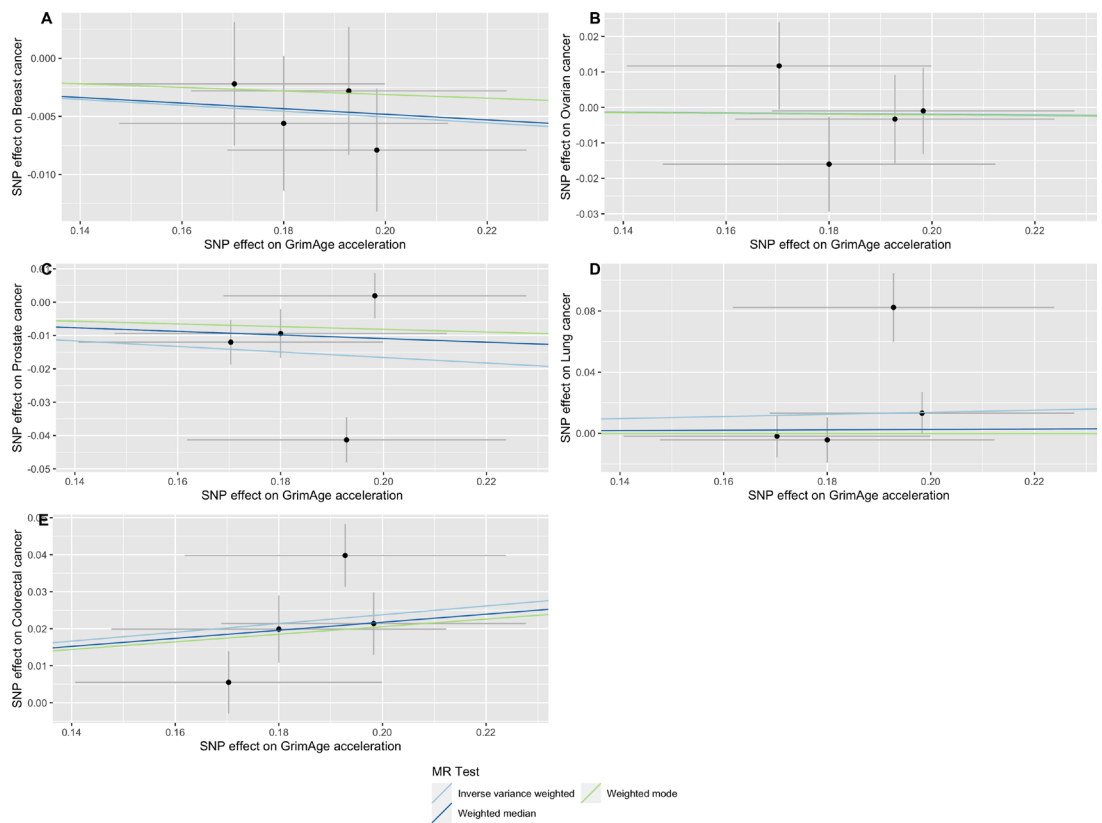 A
SNP effect on Breast cancer
0.000
-0.005
-0.010
0.14 0.16 0.18 0.20 0.22
SNP effect on GrimAge acceleration
B
SNP effect on Ovarian cancer
0.02
0.01
0.00
-0.01
-0.02
-0.03
0.14 0.16 0.18 0.20 0.22
SNP effect on GrimAge acceleration
C
SNP effect on Prostate cancer
0.00
-0.01
-0.02
-0.03
-0.04
-0.05
0.14 0.16 0.18 0.20 0.22
SNP effect on GrimAge acceleration
D
SNP effect on Lung cancer
0.08
0.04
0.00
0.14 0.16 0.18 0.20 0.22
SNP effect on GrimAge acceleration
E
SNP effect on Colorectal cancer
0.04
0.03
0.02
0.01
0.00
0.14 0.16 0.18 0.20 0.22
SNP effect on GrimAge acceleration
MR Test
Inverse variance weighted
Weighted mode
Weighted median